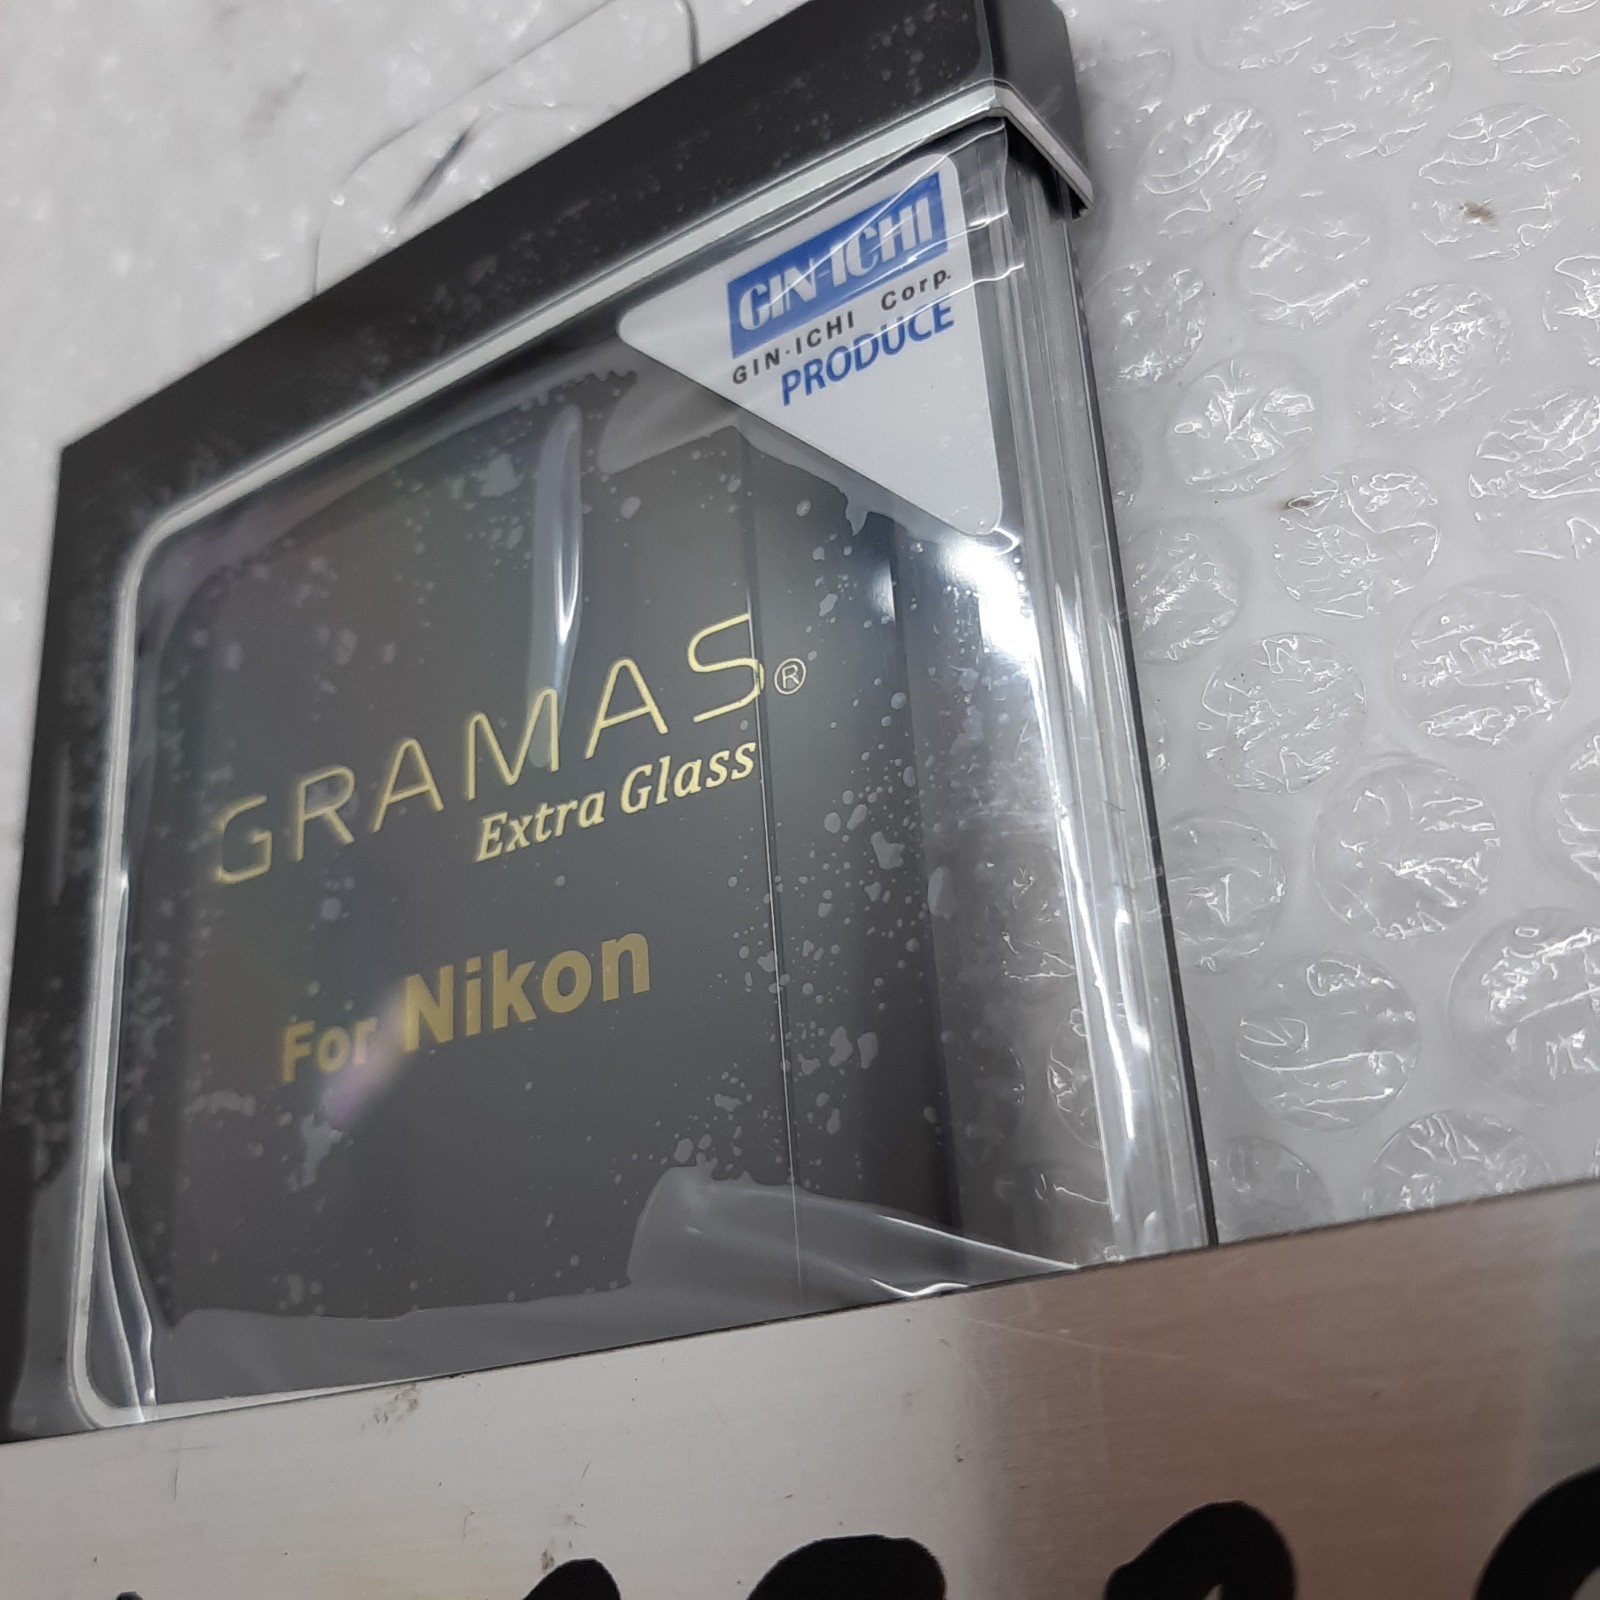 GIN-ICHI
GIN-ICHI Corp.
PRODUCE
GRAMAS®
Extra Glass
For Nikon